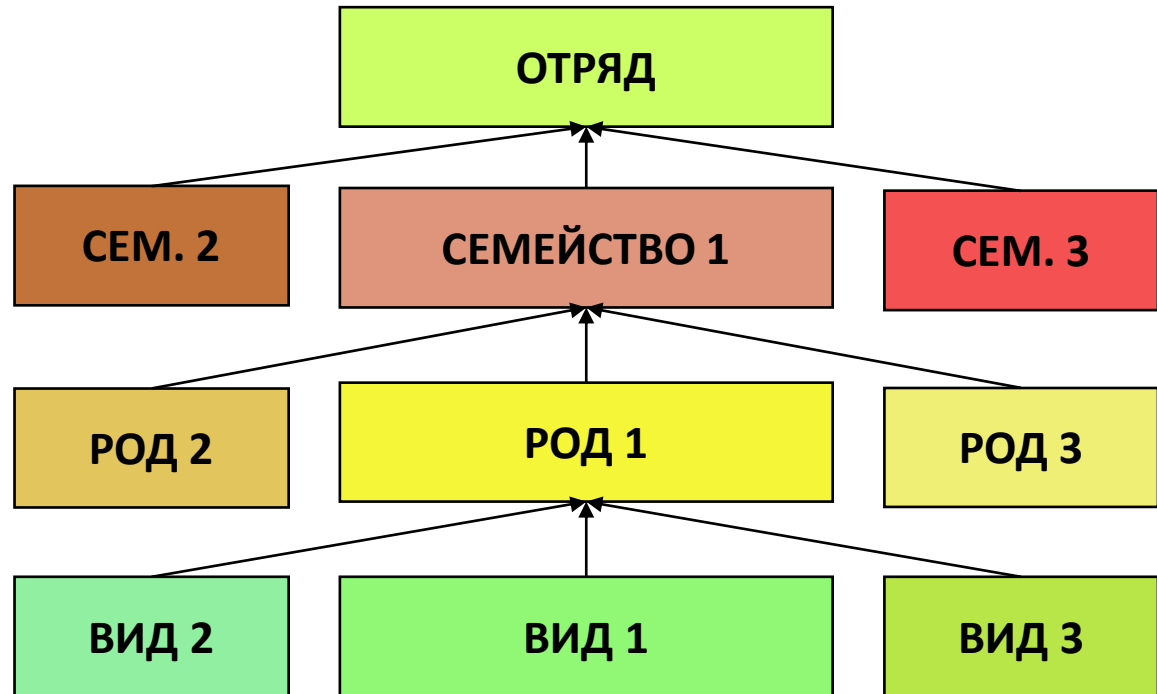 ОТРЯД
СЕМ. 2
СЕМЕЙСТВО 1
СЕМ. 3
РОД 2
РОД 1
РОД 3
ВИД 2
ВИД 1
ВИД 3